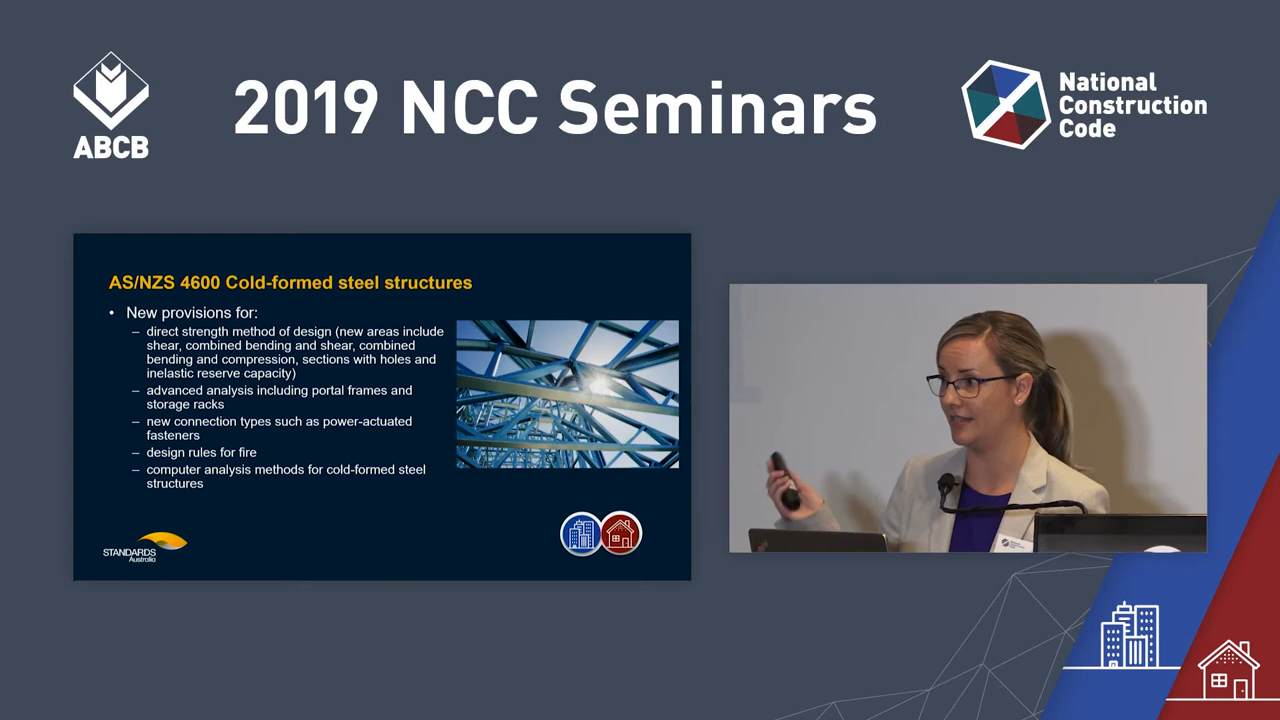 ABCB
2019 NCC Seminars
National
Construction
Code
AS/NZS 4600 Cold-formed steel structures
• New provisions for:
– direct strength method of design (new areas include
shear, combined bending and shear, combined
bending and compression, sections with holes and
inelastic reserve capacity)
– advanced analysis including portal frames and
storage racks
– new connection types such as power-actuated
fasteners
– design rules for fire
– computer analysis methods for cold-formed steel
structures
STANDARDS
Australia